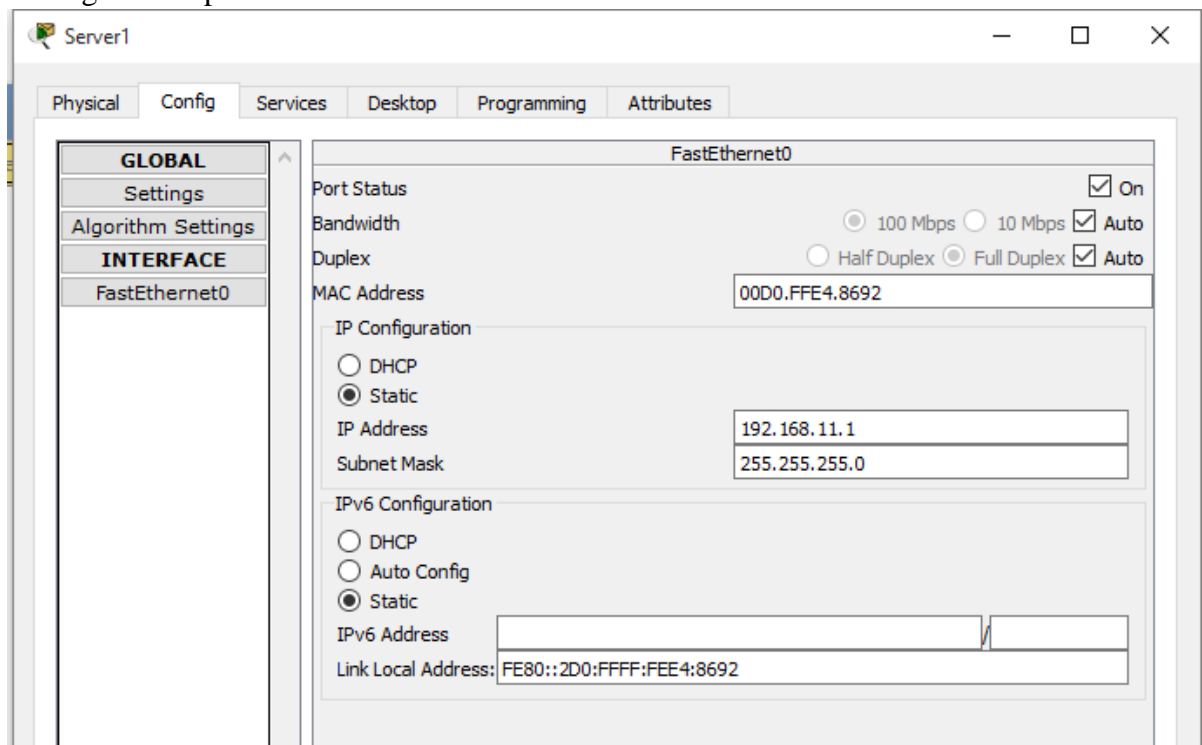 Server1
Physical Config Services Desktop Programming Attributes
GLOBAL
Settings
Algorithm Settings
INTERFACE
FastEthernet0
FastEthernet0
Port Status On
Bandwidth 100 Mbps 10 Mbps Auto
Duplex Half Duplex Full Duplex Auto
MAC Address 00D0.FFE4.8692
IP Configuration
DHCP
Static
IP Address 192.168.11.1
Subnet Mask 255.255.255.0
IPv6 Configuration
DHCP
Auto Config
Static
IPv6 Address /
Link Local Address: FE80::2D0:FFFF:FEE4:8692